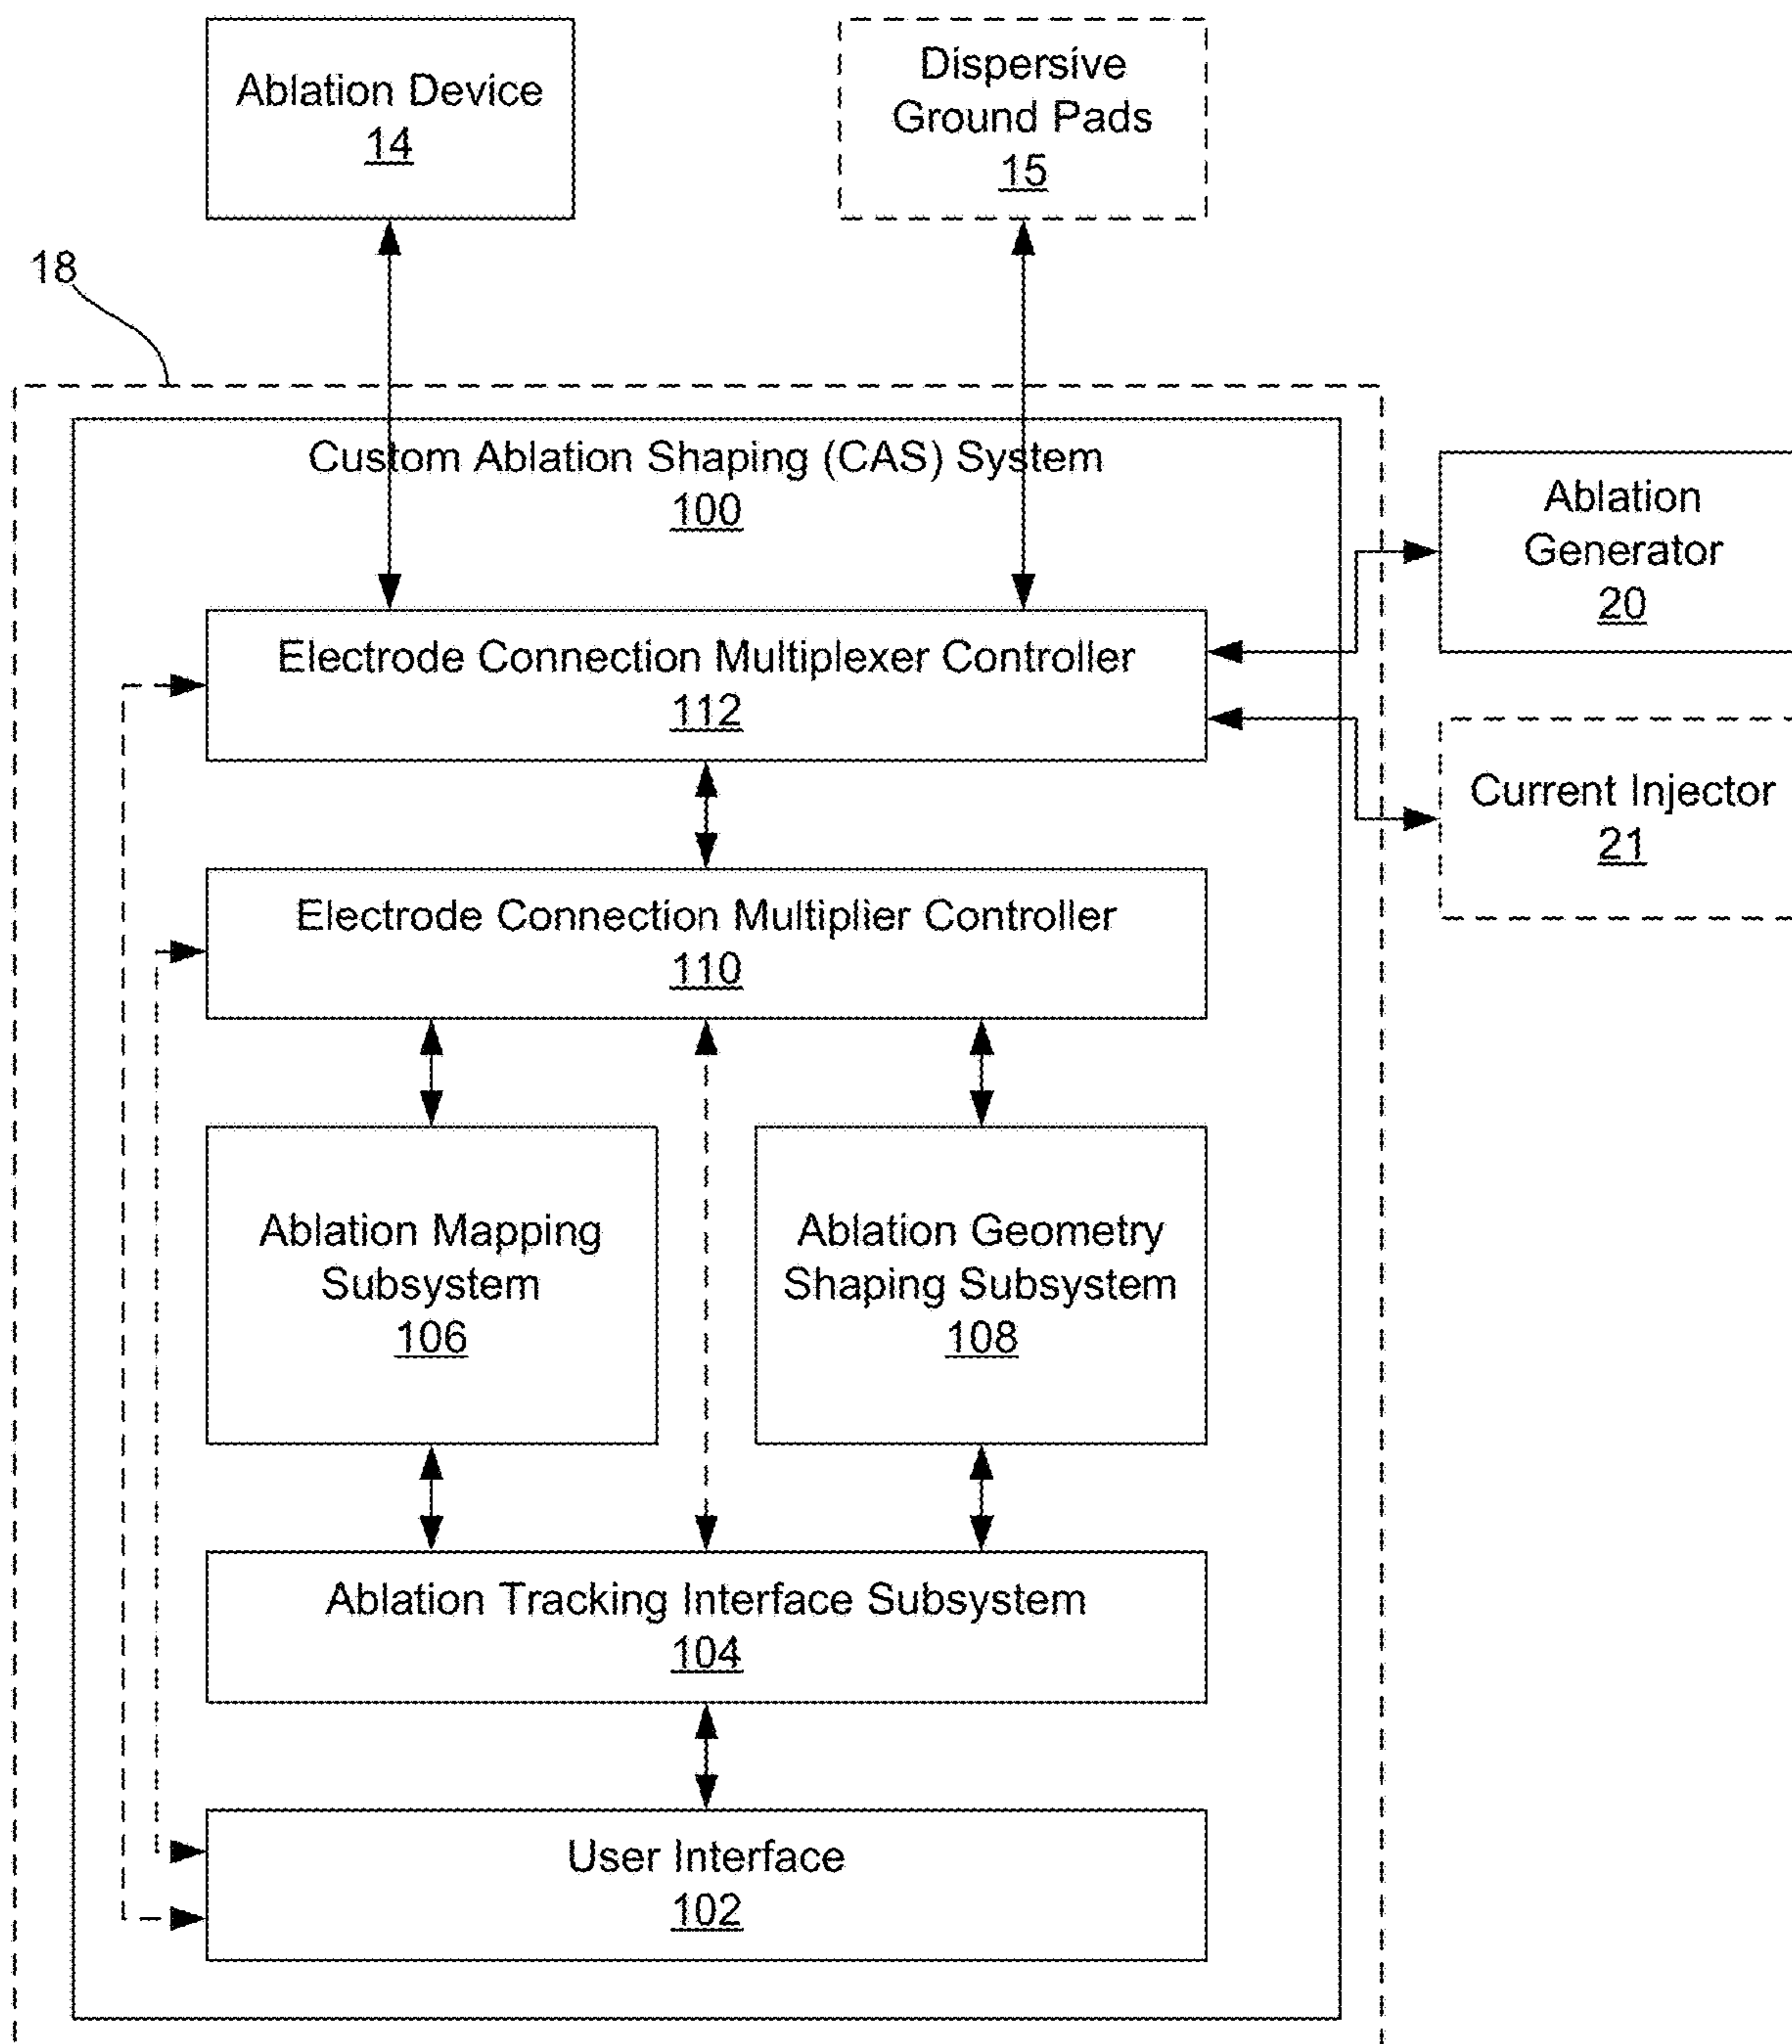 Ablation Device
14
Dispersive
Ground Pads
15
18
Custom Ablation Shaping (CAS) System
100
Ablation
Generator
20
Electrode Connection Multiplexer Controller
112
Current Injector
21
Electrode Connection Multiplier Controller
110
Ablation Mapping
Subsystem
106
Ablation Geometry
Shaping Subsystem
108
Ablation Tracking Interface Subsystem
104
User Interface
102